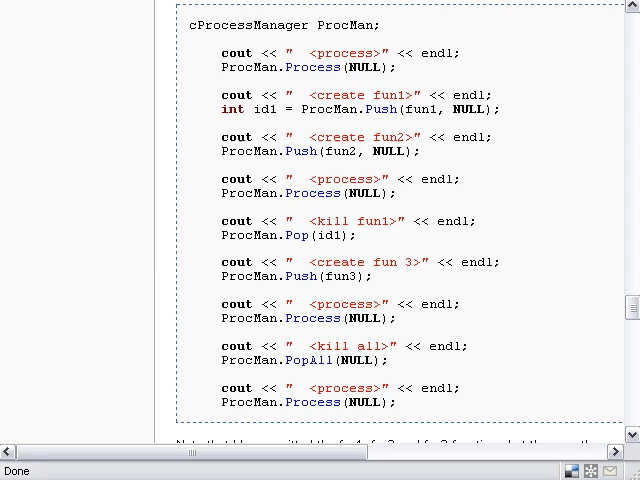 cProcessManager ProcMan;
cout << "  <process>" << endl;
ProcMan.Process(NULL);
cout << "  <create fun1>" << endl;
int id1 = ProcMan.Push(fun1, NULL);
cout << "  <create fun2>" << endl;
ProcMan.Push(fun2, NULL);
cout << "  <process>" << endl;
ProcMan.Process(NULL);
cout << "  <kill fun1>" << endl;
ProcMan.Pop(id1);
cout << "  <create fun 3>" << endl;
ProcMan.Push(fun3);
cout << "  <process>" << endl;
ProcMan.Process(NULL);
cout << "  <kill all>" << endl;
ProcMan.PopAll(NULL);
cout << "  <process>" << endl;
ProcMan.Process(NULL);
Done